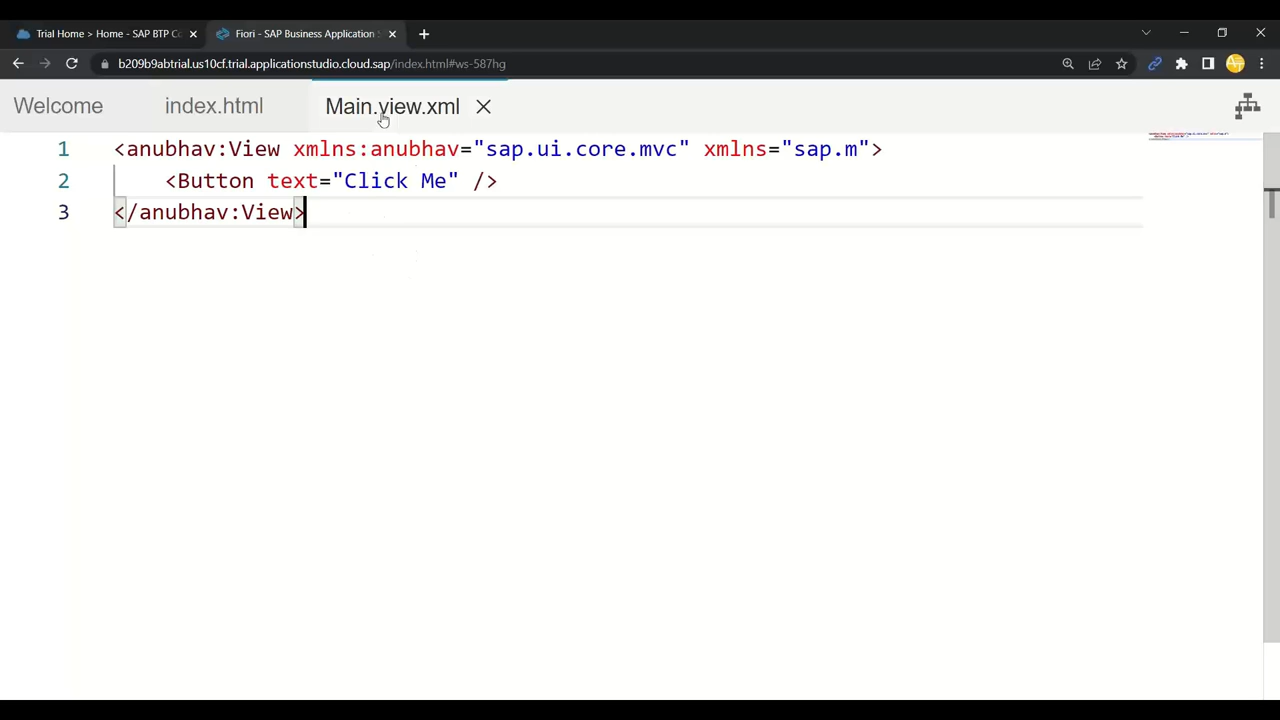 Trial Home > Home - SAP BTP Co
Fiori - SAP Business Application S
b209b9abtrial.us10cf.trial.applicationstudio.cloud.sap/index.html#ws-587hg
Welcome index.html Main.view.xml
1 <anubhav:View xmlns:anubhav="sap.ui.core.mvc" xmlns="sap.m">
2 <Button text="Click Me" />
3 </anubhav:View>